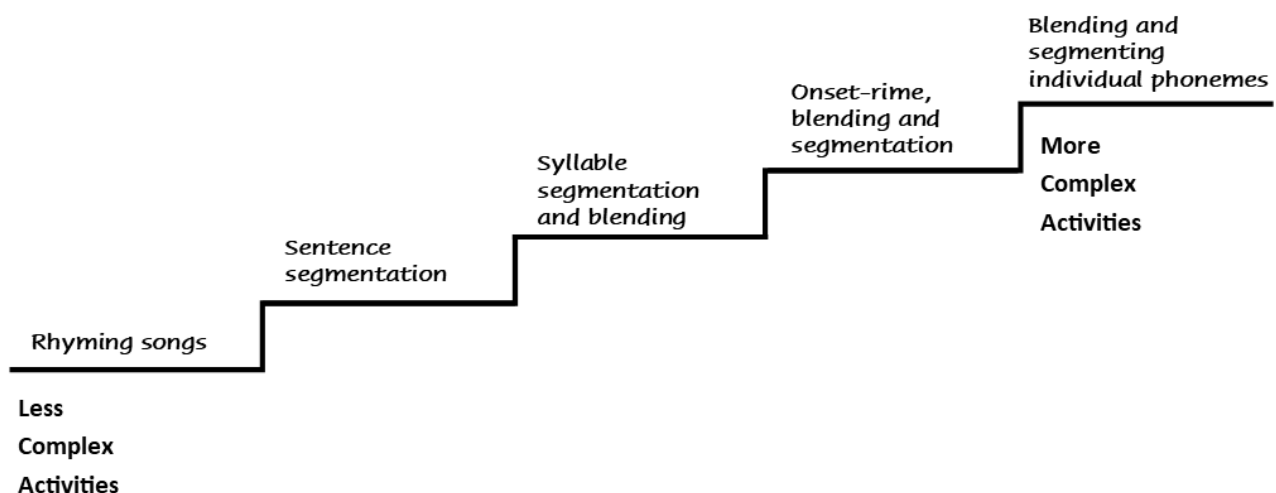 Blending and
segmenting
individual phonemes
Onset-rime,
blending and
segmentation
More
Complex
Activities
Syllable
segmentation
and blending
Sentence
segmentation
Rhyming songs
Less
Complex
Activities